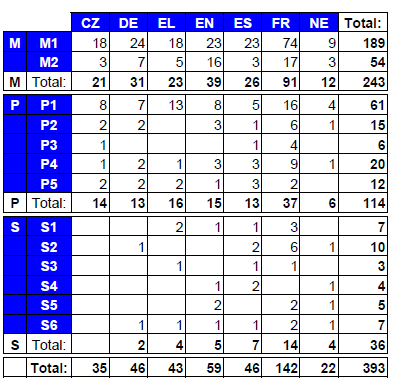 CZ DE EL EN ES FR NE Total:
M M1 18 24 18 23 23 74 9 189
M2 3 7 5 16 3 17 3 54
M Total: 21 31 23 39 26 91 12 243
P P1 8 7 13 8 5 16 4 61
P2 2 2 3 1 6 1 15
P3 1 1 4 6
P4 1 2 1 3 3 9 1 20
P5 2 2 2 1 3 2 12
P Total: 14 13 16 15 13 37 6 114
S S1 2 1 1 3 7
S2 1 2 6 1 10
S3 1 1 1 3
S4 1 2 1 4
S5 2 2 1 5
S6 1 1 1 1 2 1 7
S Total: 2 4 5 7 14 4 36
Total: 35 46 43 59 46 142 22 393